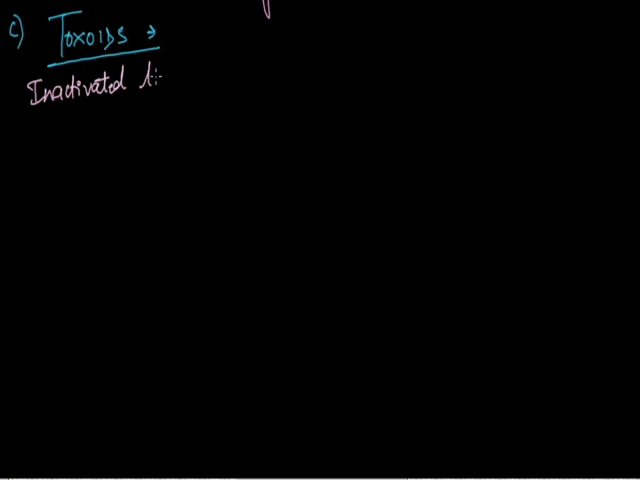 c) TOXOIDS →
Inactivated